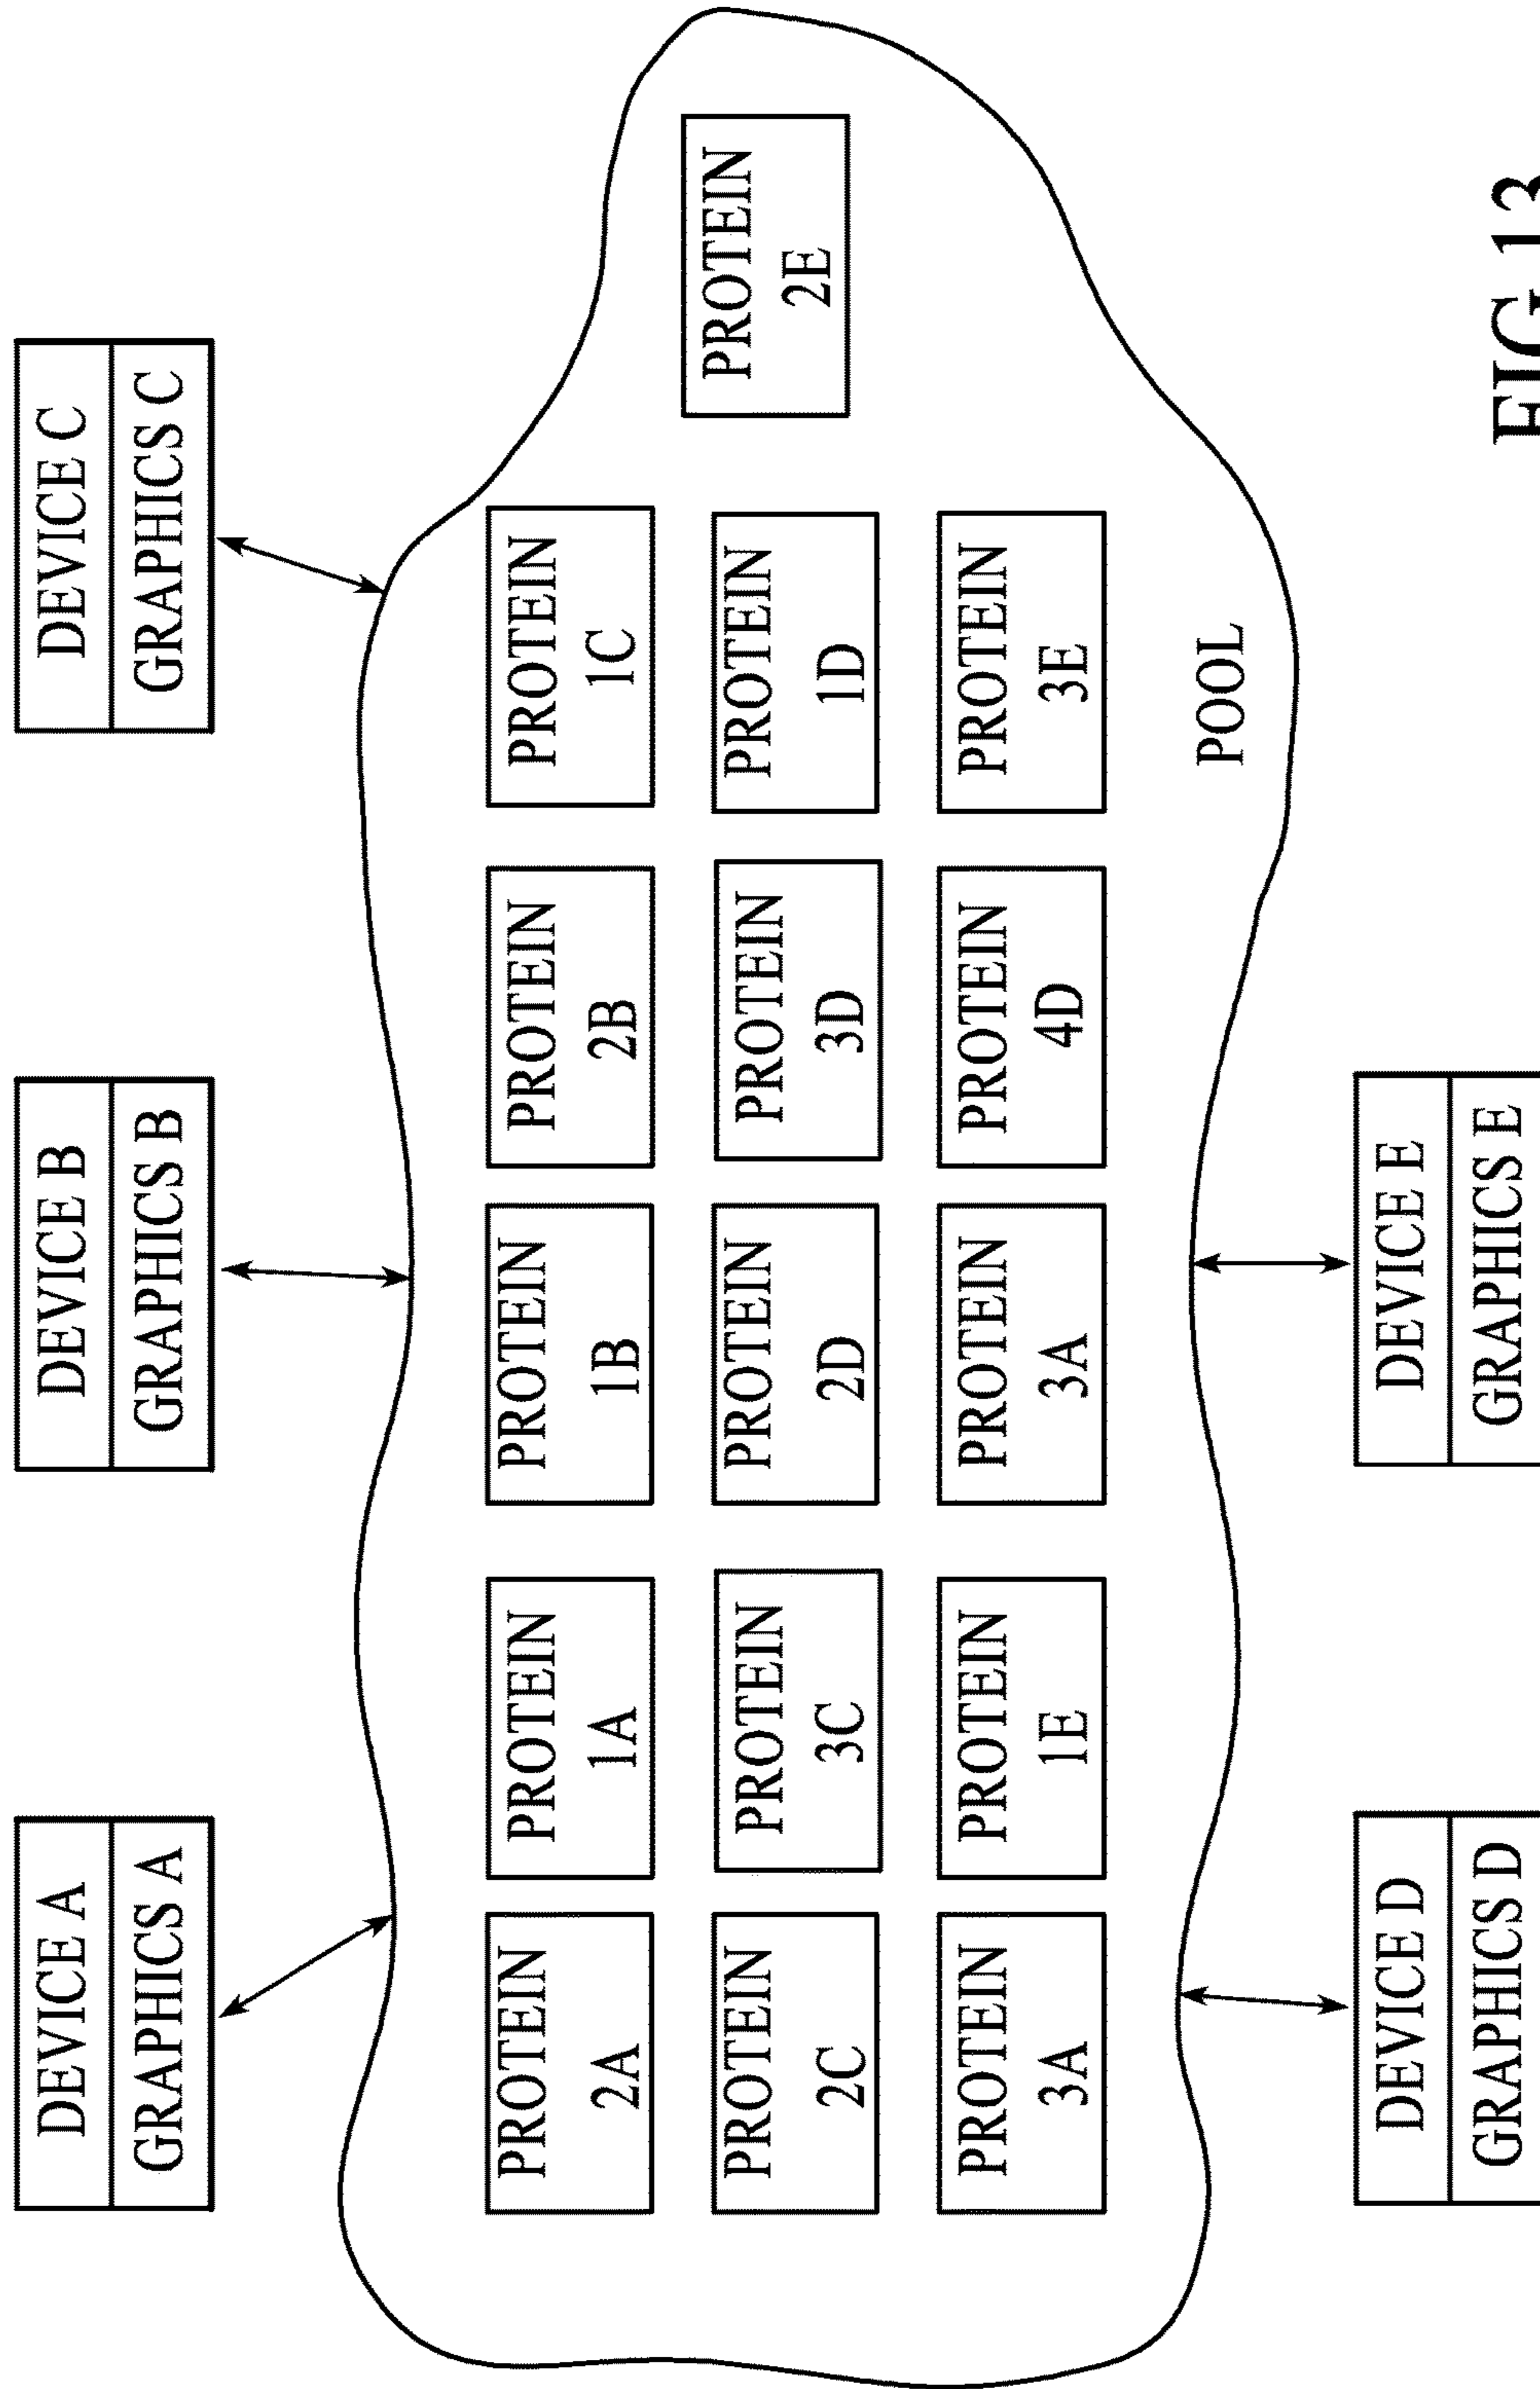 DEVICE A
GRAPHICS A
DEVICE B
GRAPHICS B
DEVICE C
GRAPHICS C
PROTEIN
2A
PROTEIN
1A
PROTEIN
1B
PROTEIN
2B
PROTEIN
1C
PROTEIN
2C
PROTEIN
3C
PROTEIN
2D
PROTEIN
3D
PROTEIN
1D
PROTEIN
2E
PROTEIN
3A
PROTEIN
1E
PROTEIN
3A
PROTEIN
4D
PROTEIN
3E
POOL
DEVICE D
GRAPHICS D
DEVICE E
GRAPHICS E
FIG.13